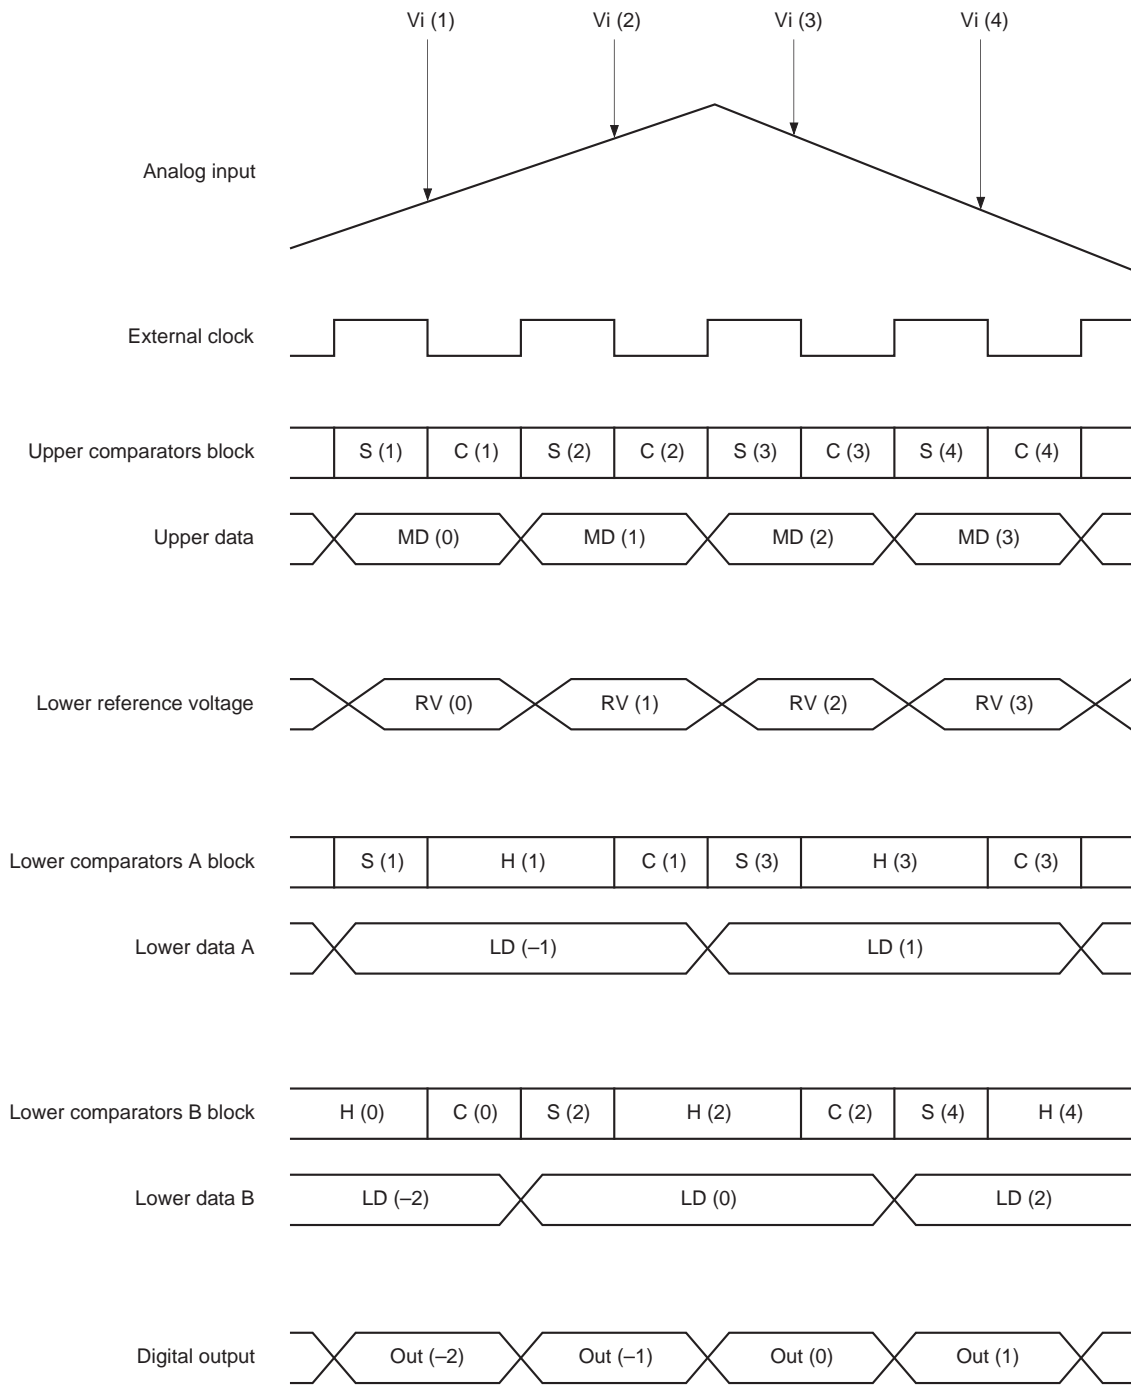 Vi (1) Vi (2) Vi (3) Vi (4)
Analog input
External clock
Upper comparators block S (1) C (1) S (2) C (2) S (3) C (3) S (4) C (4)
Upper data MD (0) MD (1) MD (2) MD (3)
Lower reference voltage RV (0) RV (1) RV (2) RV (3)
Lower comparators A block S (1) H (1) C (1) S (3) H (3) C (3)
Lower data A LD (–1) LD (1)
Lower comparators B block H (0) C (0) S (2) H (2) C (2) S (4) H (4)
Lower data B LD (–2) LD (0) LD (2)
Digital output Out (–2) Out (–1) Out (0) Out (1)